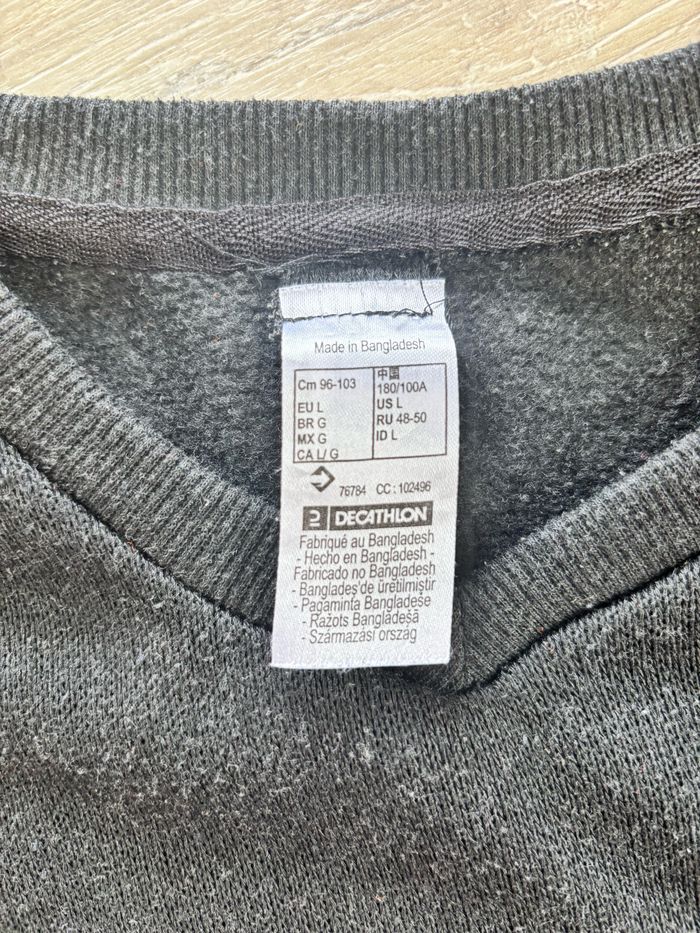 Made in Bangladesh
Cm 96-103
EU L
BR G
MX G
CA L/ G
中国
180/100A
US L
RU 48-50
ID L
76784 CC : 102496
DECATHLON
Fabriqué au Bangladesh
- Hecho en Bangladesh -
Fabricado no Bangladesh
- Banglades'de üretilmiştir
- Pagaminta Bangladeše
- Ražots Bangladešā
- Származási ország